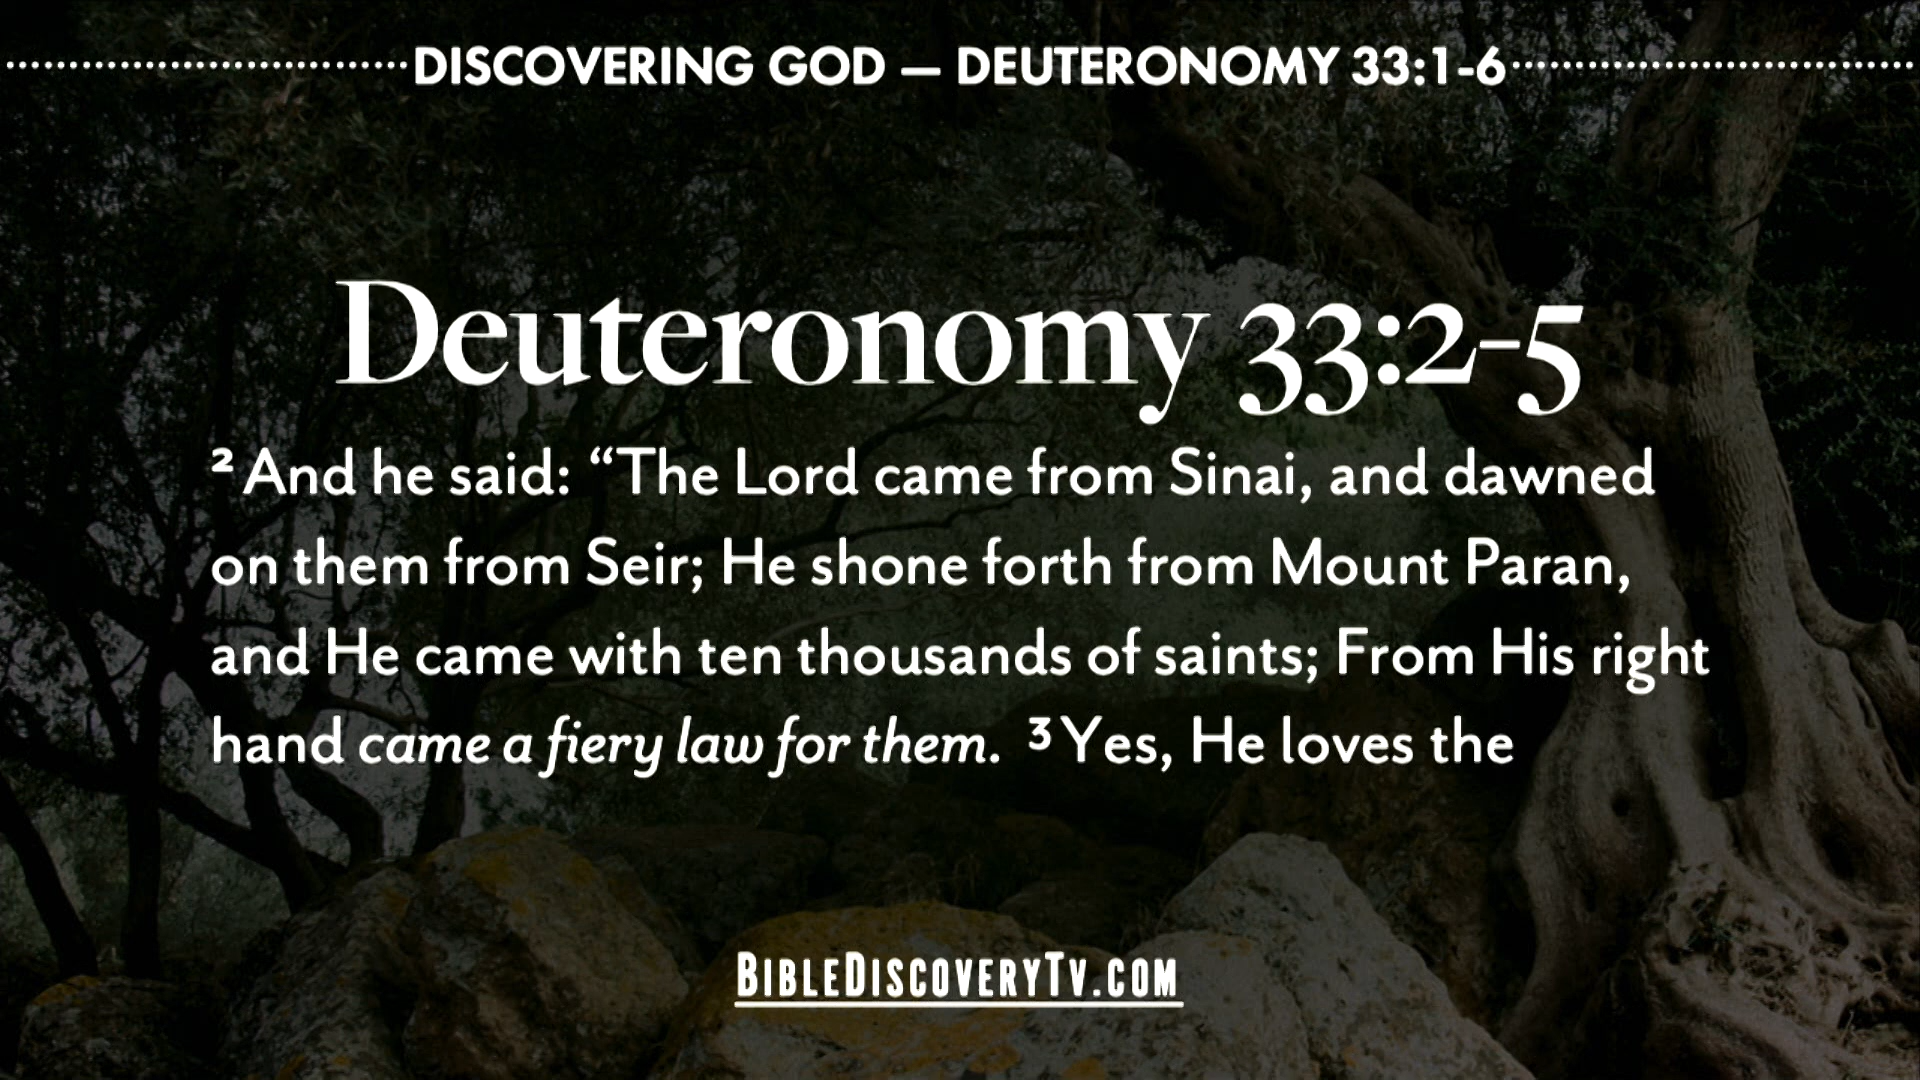 DISCOVERING GOD — DEUTERONOMY 33:1-6
Deuteronomy 33:2-5
² And he said: “The Lord came from Sinai, and dawned
on them from Seir; He shone forth from Mount Paran,
and He came with ten thousands of saints; From His right
hand came a fiery law for them. ³ Yes, He loves the
BIBLEDISCOVERYTV.COM